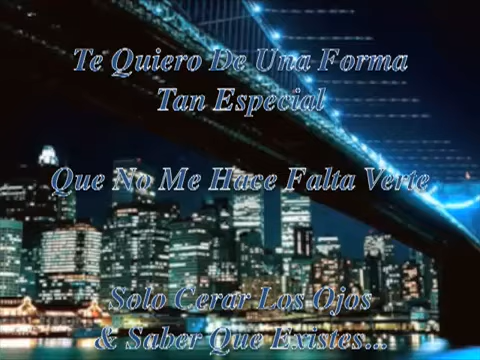 Te Quiero De Una Forma
Tan Especial
Que No Me Hace Falta Verte
Solo Cerar Los Ojos
& Saber Que Existes...